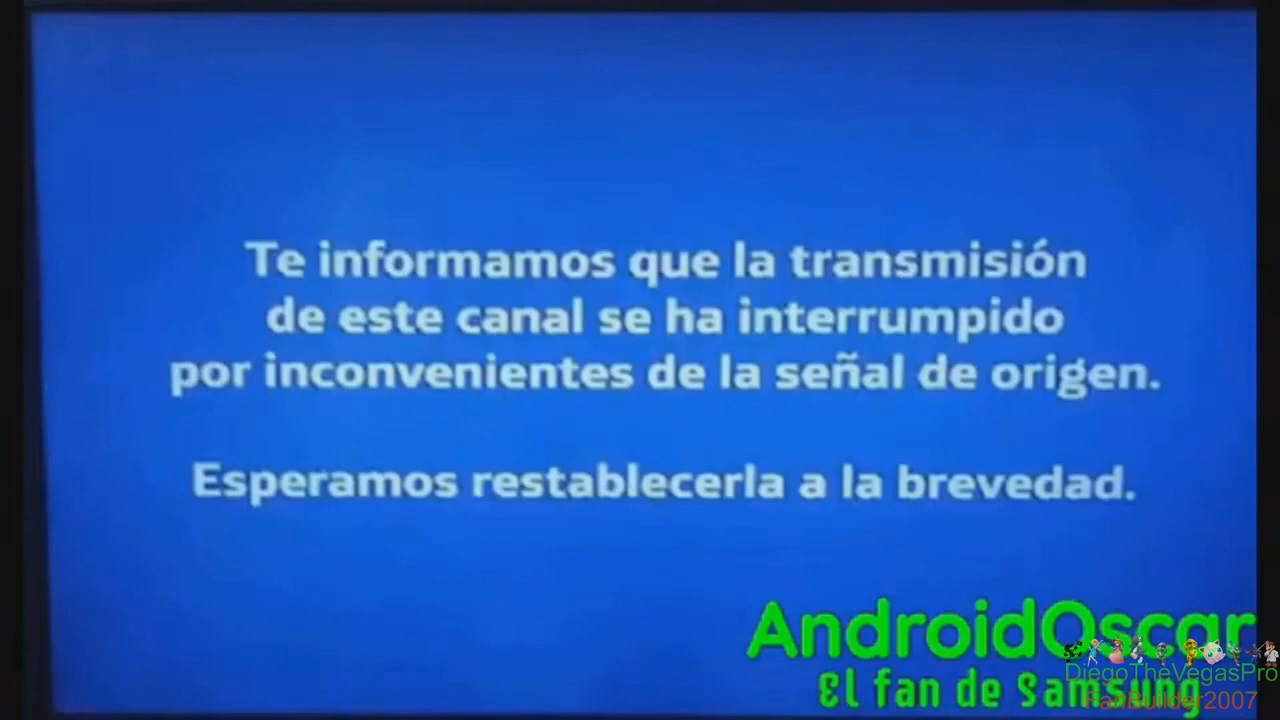 Te informamos que la transmisión
de este canal se ha interrumpido
por inconvenientes de la señal de origen.
Esperamos restablecerla a la brevedad.
AndroidOscar
DiegoTheVegasPro
El fan de Samsung
FanBuilder2007